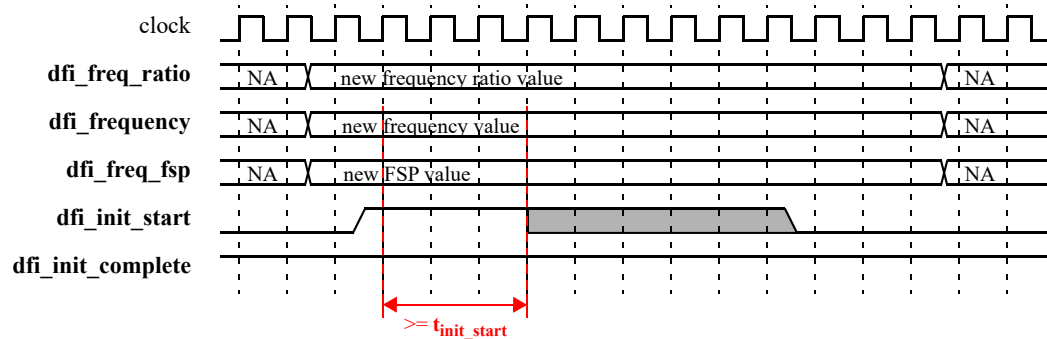 clock
dfi_freq_ratio NA new frequency ratio value NA
dfi_frequency NA new frequency value NA
dfi_freq_fsp NA new FSP value NA
dfi_init_start
dfi_init_complete
>= tinit_start